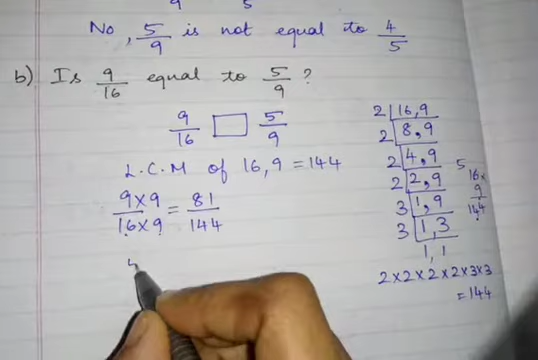 9 5
No, 5/9 is not equal to 4/5
b) Is 9/16 equal to 5/9 ?
9/16 □ 5/9
L.C.M of 16, 9 = 144
9×9/16×9 = 81/144
2 | 16, 9
2 | 8, 9
2 | 4, 9
2 | 2, 9
3 | 1, 9
3 | 1, 3
1, 1
2×2×2×2×3×3
= 144
5
16×
9
144